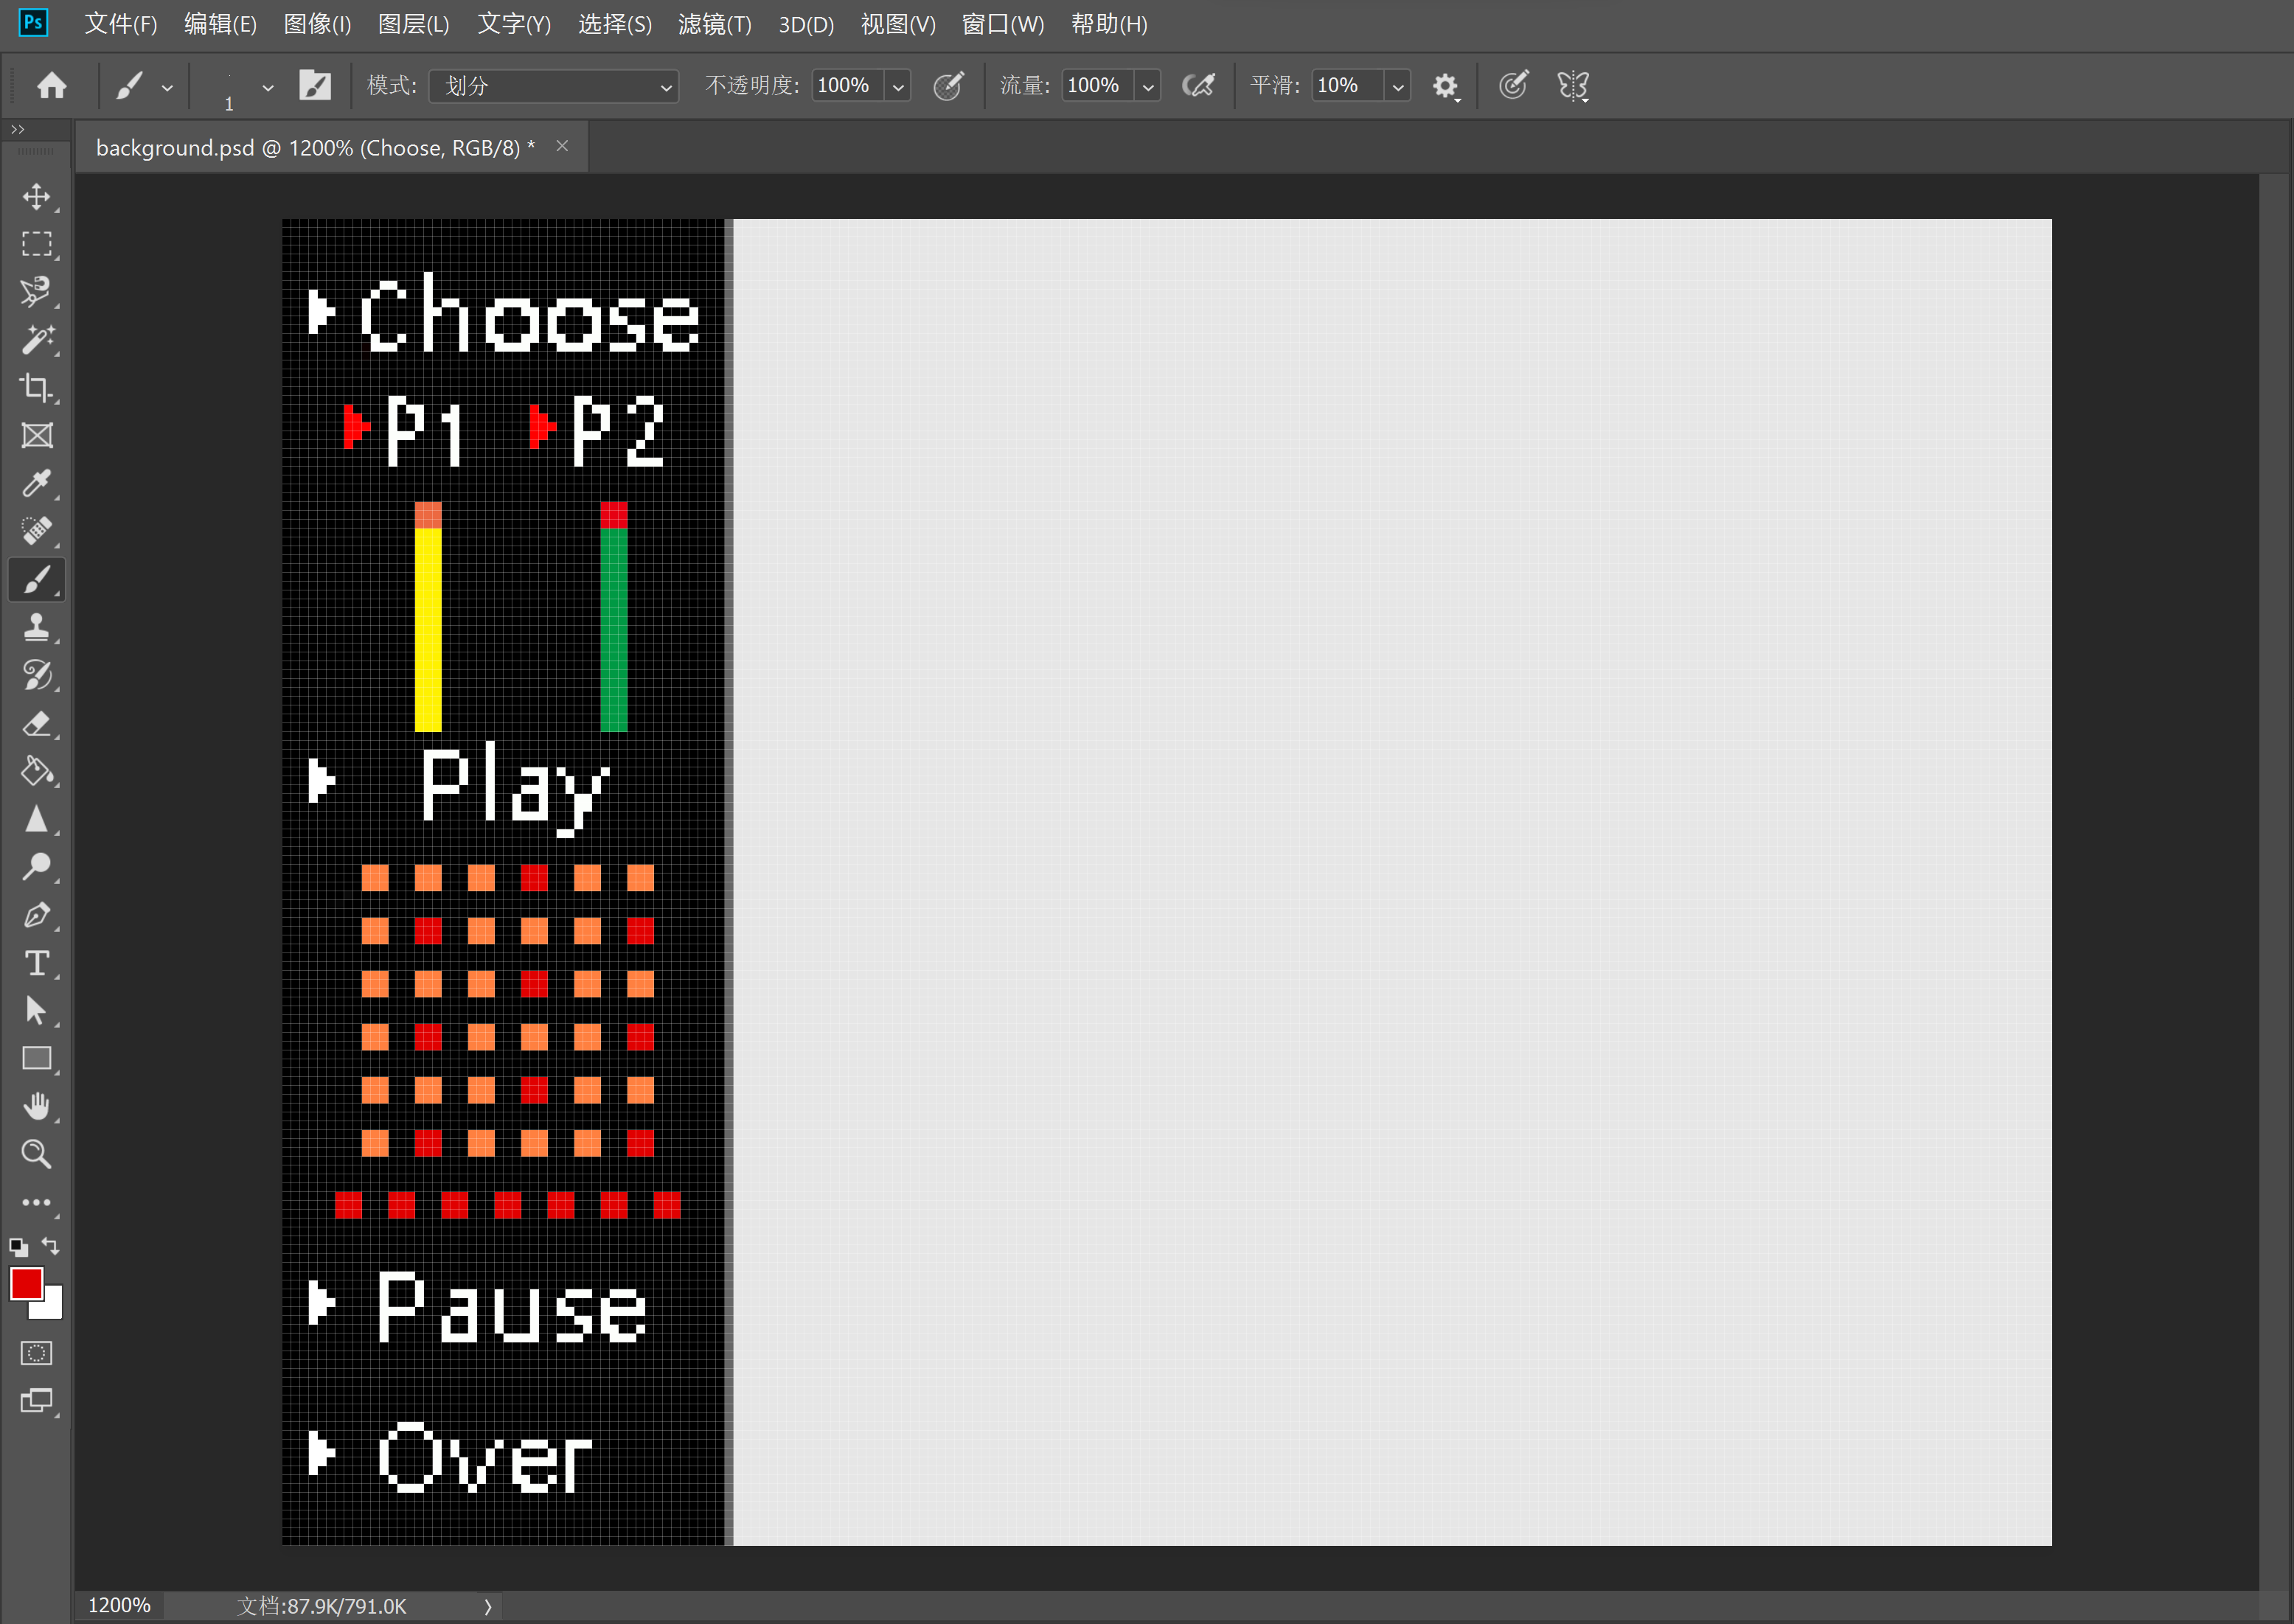 Ps 文件(F) 编辑(E) 图像(I) 图层(L) 文字(Y) 选择(S) 滤镜(T) 3D(D) 视图(V) 窗口(W) 帮助(H)
1 模式: 划分 不透明度: 100% 流量: 100% 平滑: 10%
background.psd @ 1200% (Choose, RGB/8) *
Choose
P1 P2
Play
Pause
Over
1200% 文档:87.9K/791.0K